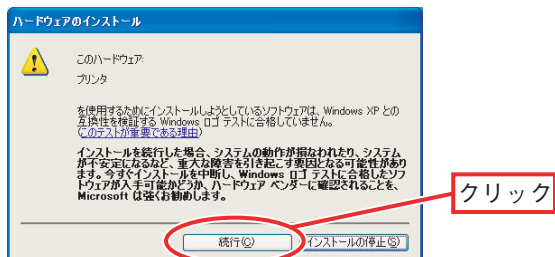 ハードウェアのインストール
このハードウェア:
プリンタ
を使用するためにインストールしようとしているソフトウェアは、Windows XP との
互換性を検証する Windows ロゴ テストに合格していません。
(このテストが重要である理由)
インストールを続行した場合、システムの動作が損なわれたり、システム
が不安定になるなど、重大な障害を引き起こす要因となる可能性があり
ます。今すぐインストールを中断し、Windows ロゴ テストに合格したソフ
トウェアが入手可能かどうか、ハードウェア ベンダーに確認されることを、
Microsoft は強くお勧めします。
クリック
続行(C)
インストールの停止(S)